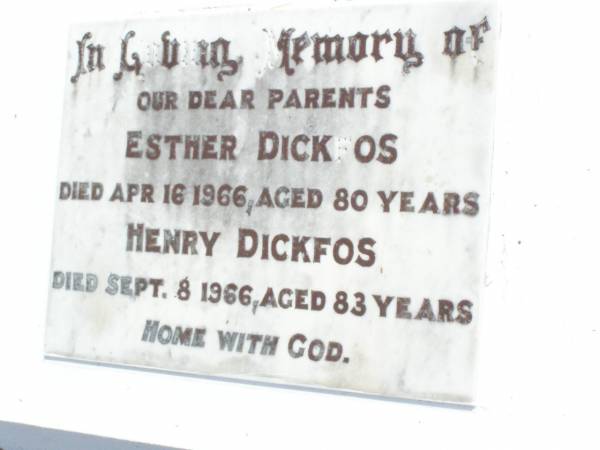 In Loving Memory of
OUR DEAR PARENTS
ESTHER DICKFOS
DIED APR 16 1966, AGED 80 YEARS
HENRY DICKFOS
DIED SEPT. 8 1966, AGED 83 YEARS
HOME WITH GOD.